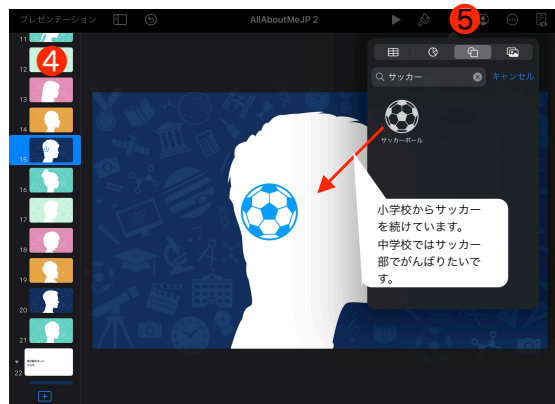 プレゼンテーション
AllAboutMeJP 2
5
11
4
12
サッカー
キャンセル
13
サッカーボール
14
15
16
小学校からサッカー
を続けています。
中学校ではサッカー
部でがんばりたいで
す。
17
18
19
20
21
22